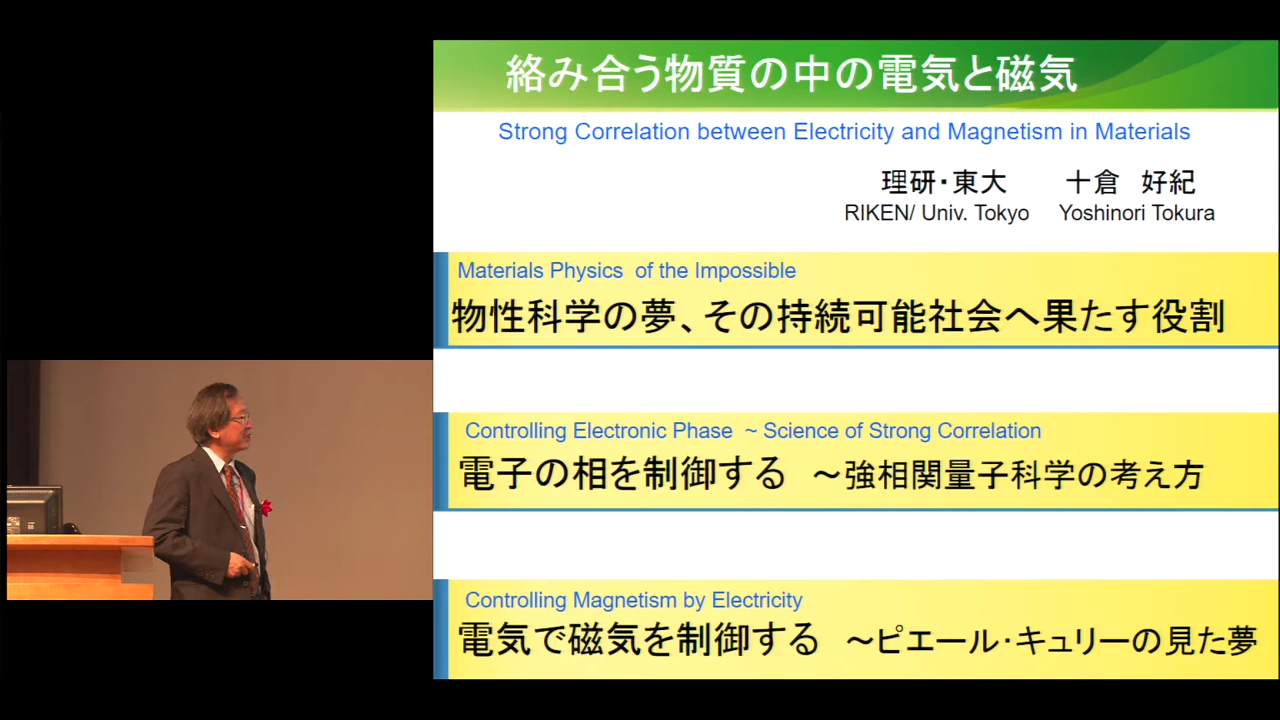 絡み合う物質の中の電気と磁気
Strong Correlation between Electricity and Magnetism in Materials
理研・東大 十倉 好紀
RIKEN/ Univ. Tokyo Yoshinori Tokura
Materials Physics of the Impossible
物性科学の夢、その持続可能社会へ果たす役割
Controlling Electronic Phase ~ Science of Strong Correlation
電子の相を制御する ～強相関量子科学の考え方
Controlling Magnetism by Electricity
電気で磁気を制御する ～ピエール・キュリーの見た夢